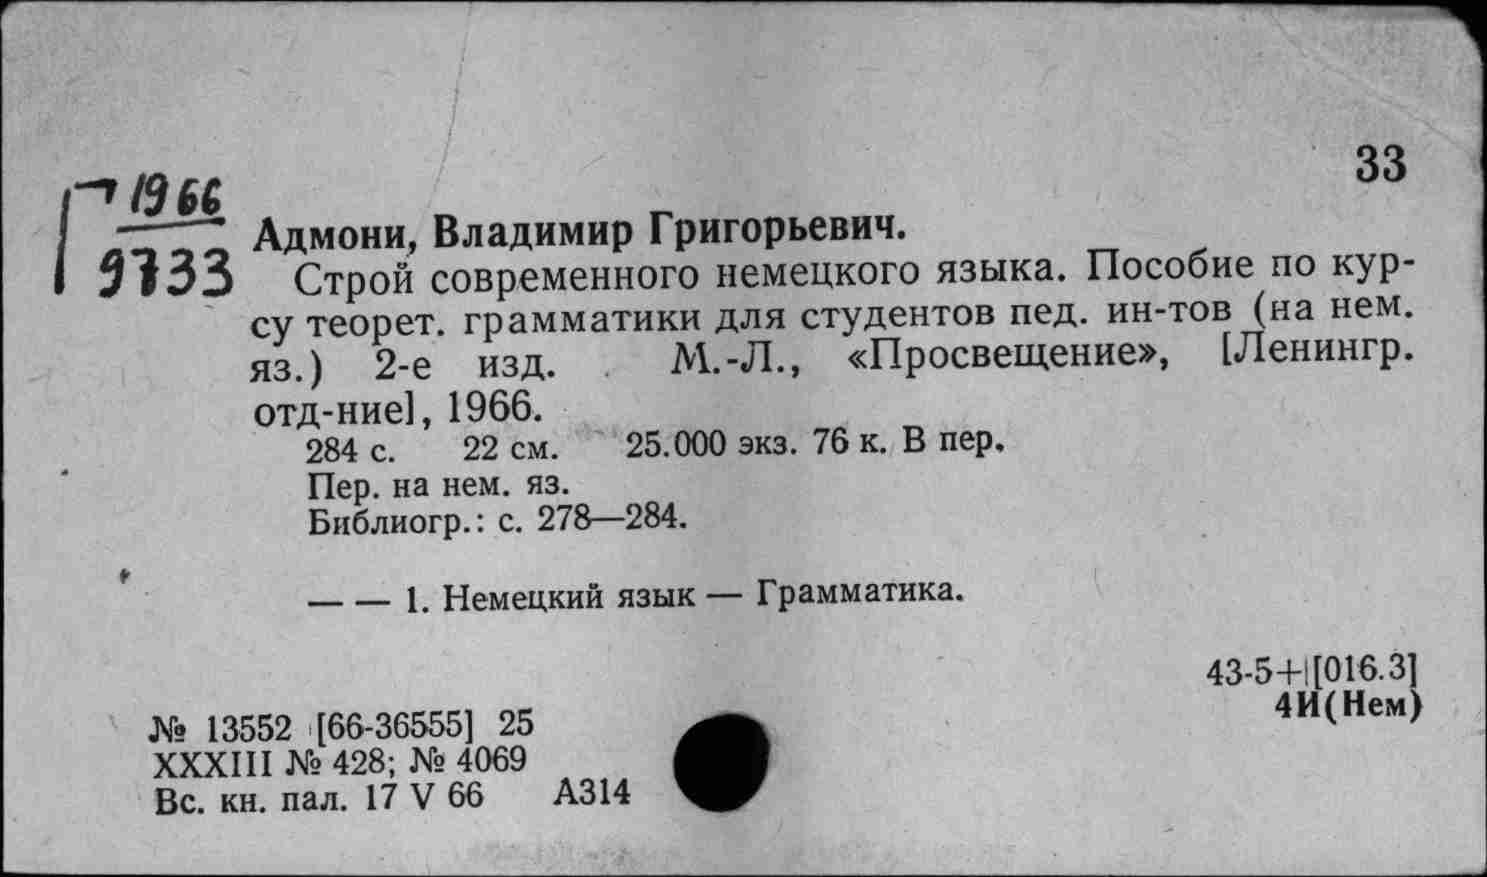 33
Г 1966
9733
Адмони, Владимир Григорьевич.
Строй современного немецкого языка. Пособие по кур-
су теорет. грамматики для студентов пед. ин-тов (на нем.
яз.) 2-е изд. М.-Л., «Просвещение», [Ленингр.
отд-ние], 1966.
284 с. 22 см. 25.000 экз. 76 к. В пер.
Пер. на нем. яз.
Библиогр.: с. 278—284.
— — 1. Немецкий язык — Грамматика.
43-5+[016.3]
4И(Нем)
№ 13552 [66-36555] 25
XXXIII № 428; № 4069
Вс. кн. пал. 17 V 66 А314